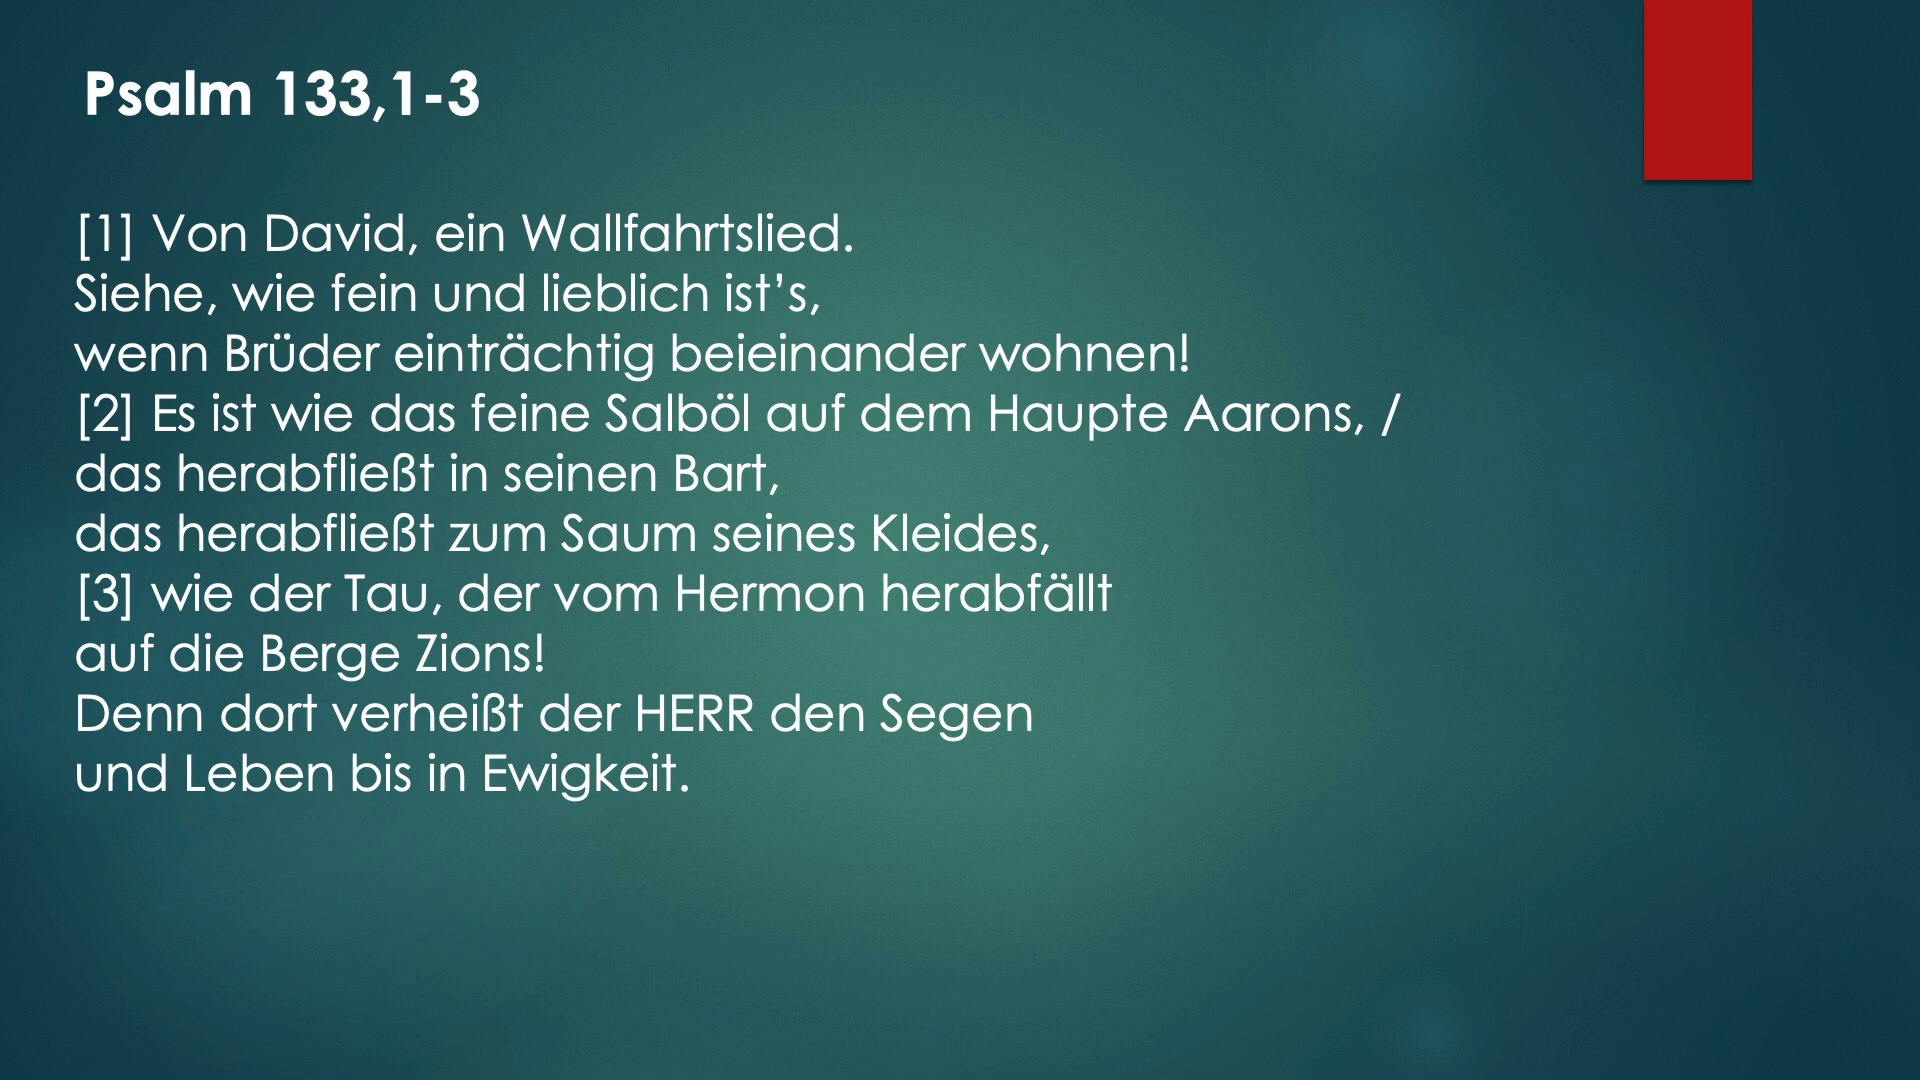 Psalm 133,1-3
[1] Von David, ein Wallfahrtslied.
Siehe, wie fein und lieblich ist’s,
wenn Brüder einträchtig beieinander wohnen!
[2] Es ist wie das feine Salböl auf dem Haupte Aarons, /
das herabfließt in seinen Bart,
das herabfließt zum Saum seines Kleides,
[3] wie der Tau, der vom Hermon herabfällt
auf die Berge Zions!
Denn dort verheißt der HERR den Segen
und Leben bis in Ewigkeit.